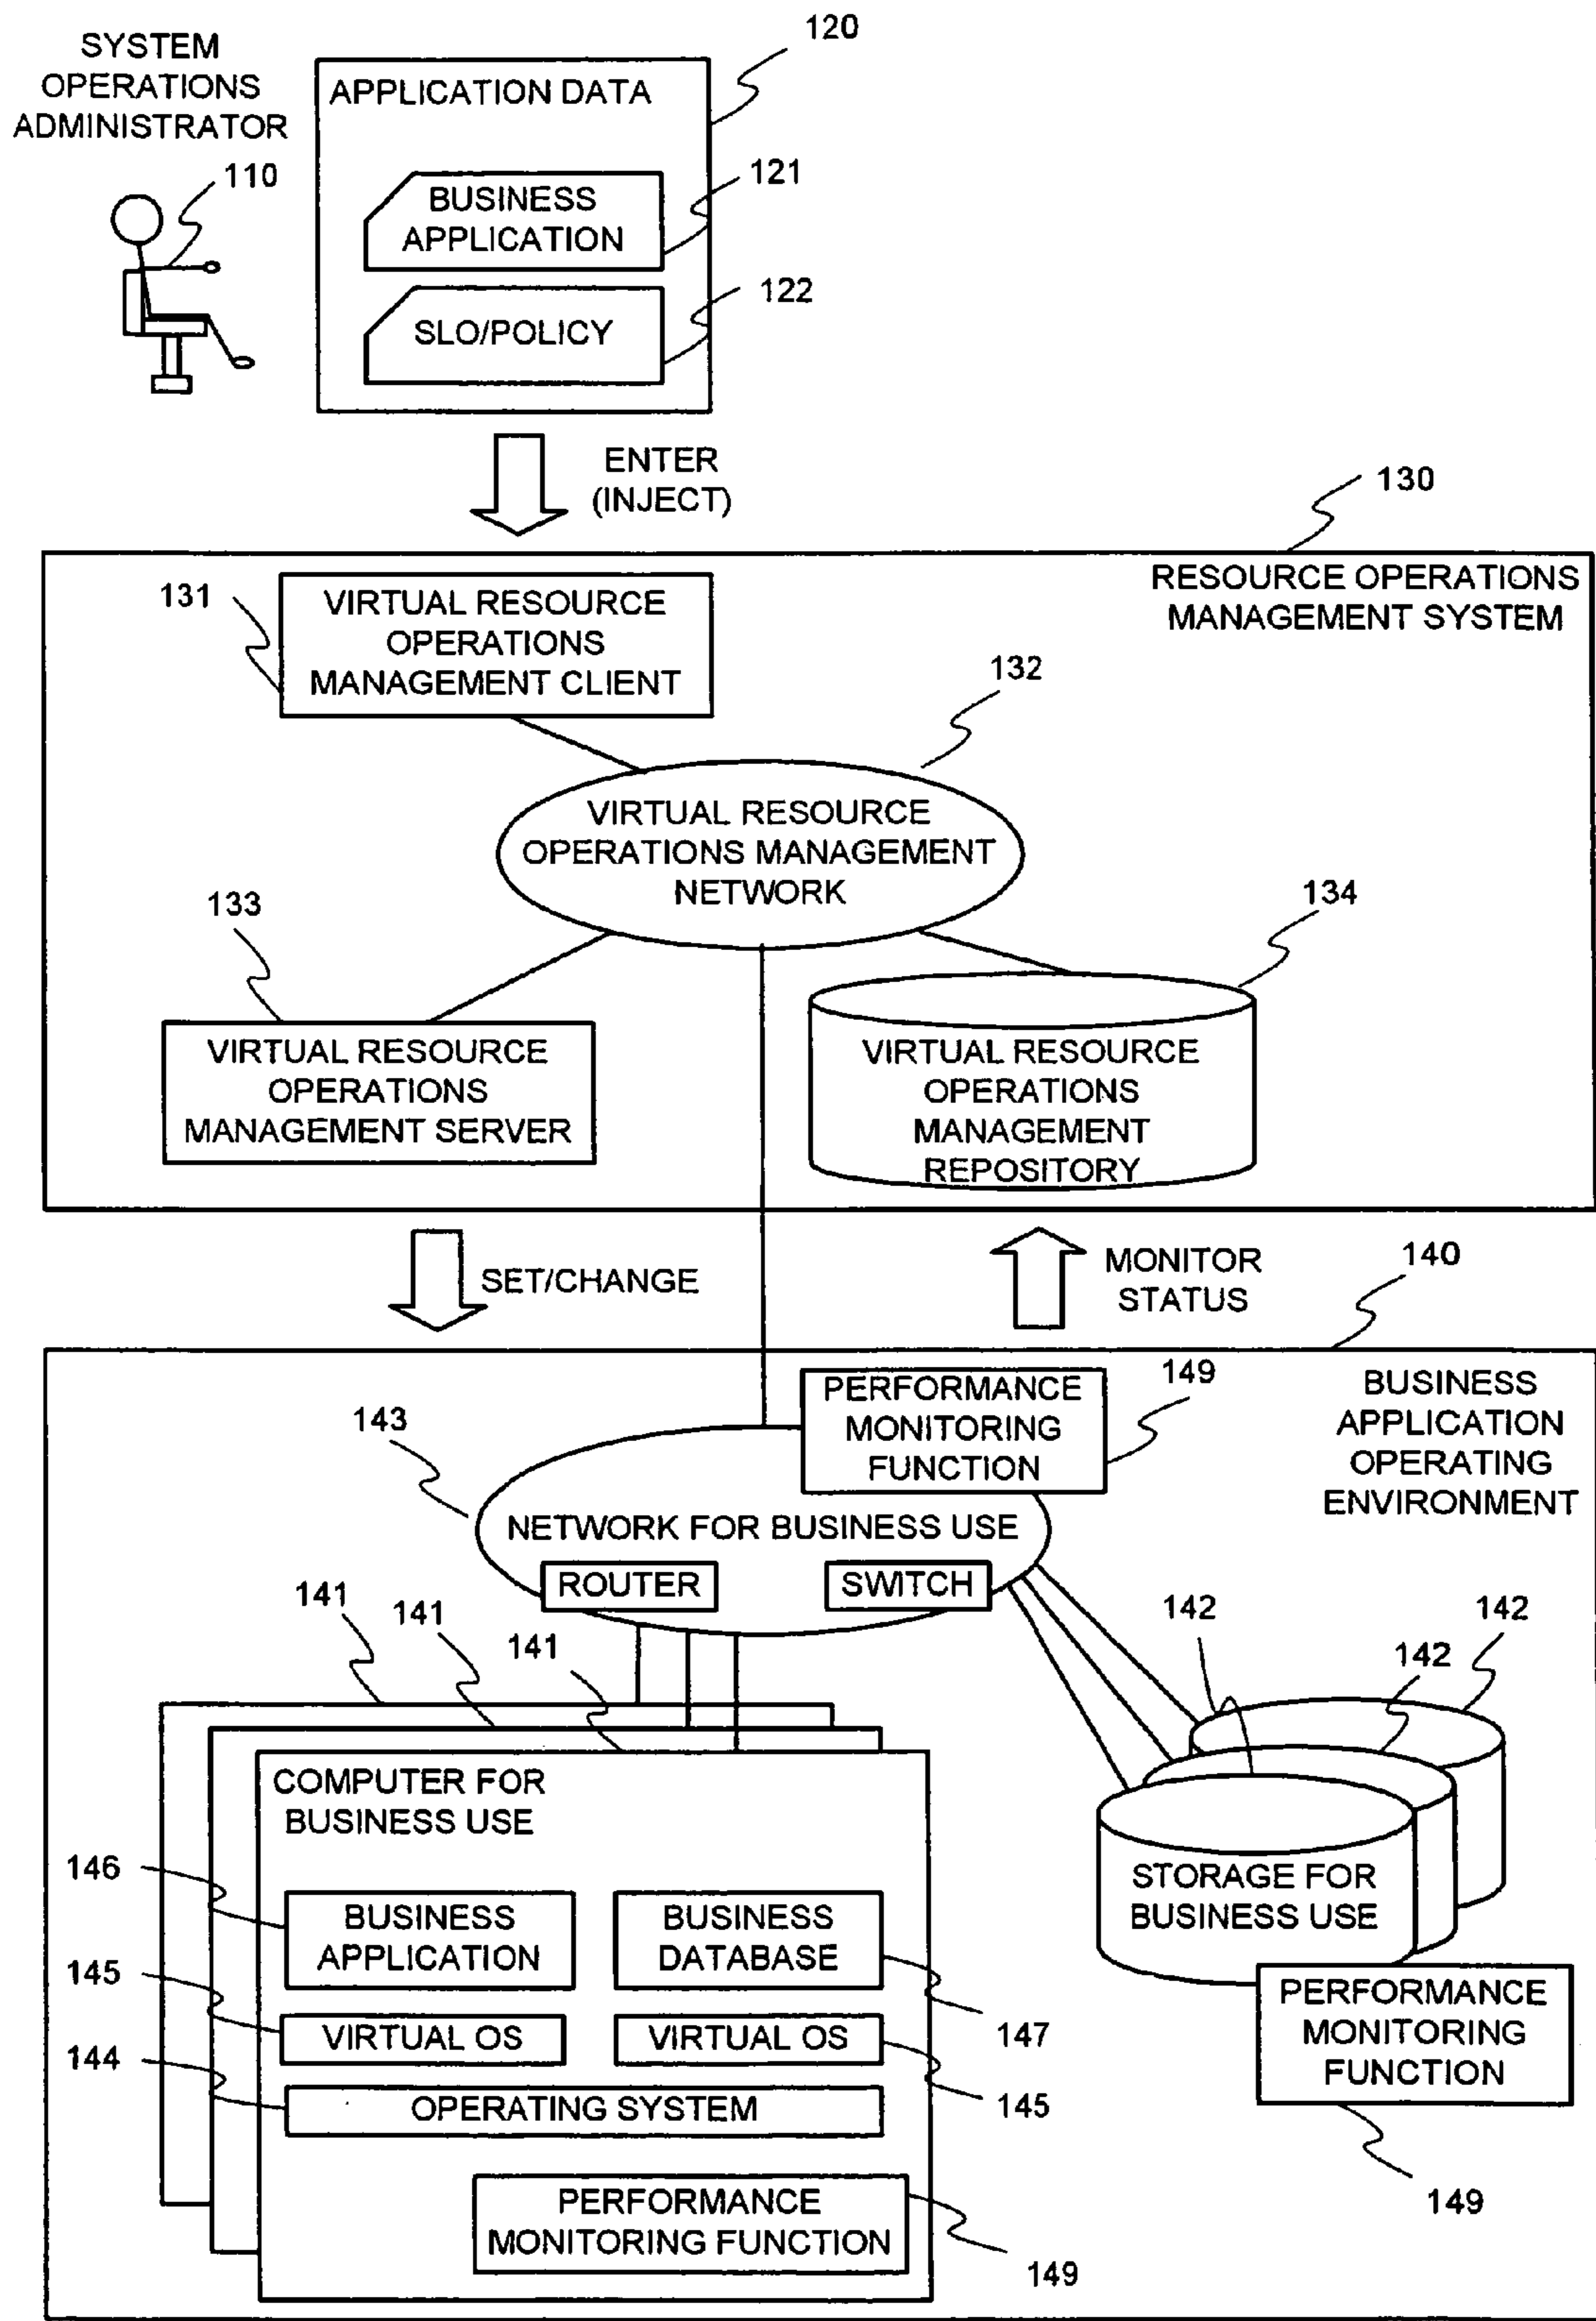 SYSTEM
OPERATIONS
ADMINISTRATOR
110
120
APPLICATION DATA
BUSINESS
APPLICATION
121
SLO/POLICY
122
ENTER
(INJECT)
130
RESOURCE OPERATIONS
MANAGEMENT SYSTEM
131
VIRTUAL RESOURCE
OPERATIONS
MANAGEMENT CLIENT
132
VIRTUAL RESOURCE
OPERATIONS MANAGEMENT
NETWORK
133
VIRTUAL RESOURCE
OPERATIONS
MANAGEMENT SERVER
134
VIRTUAL RESOURCE
OPERATIONS
MANAGEMENT
REPOSITORY
SET/CHANGE
MONITOR
STATUS
140
BUSINESS
APPLICATION
OPERATING
ENVIRONMENT
PERFORMANCE
MONITORING
FUNCTION
149
143
NETWORK FOR BUSINESS USE
ROUTER
SWITCH
141
141
141
142
142
142
COMPUTER FOR
BUSINESS USE
146
BUSINESS
APPLICATION
BUSINESS
DATABASE
147
145
VIRTUAL OS
VIRTUAL OS
145
144
OPERATING SYSTEM
PERFORMANCE
MONITORING FUNCTION
149
STORAGE FOR
BUSINESS USE
PERFORMANCE
MONITORING
FUNCTION
149